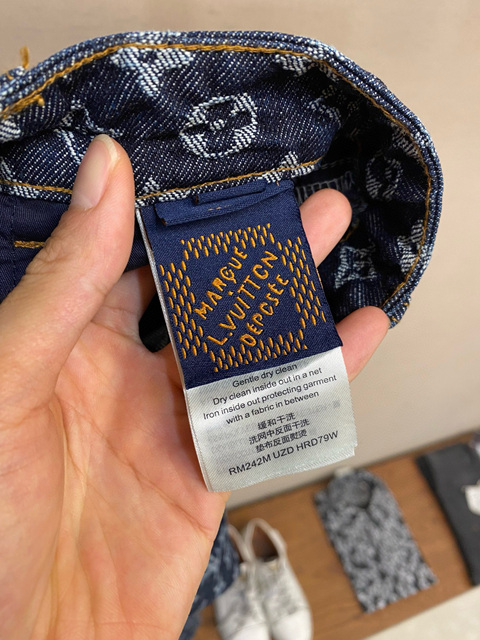 MARQUE
L.VUITTON
DÉPOSÉE
Gentle dry clean
Dry clean inside out in a net
Iron inside out protecting garment
with a fabric in between
缓和干洗
洗网中反面干洗
垫布反面熨烫
RM242M UZD HRD79W